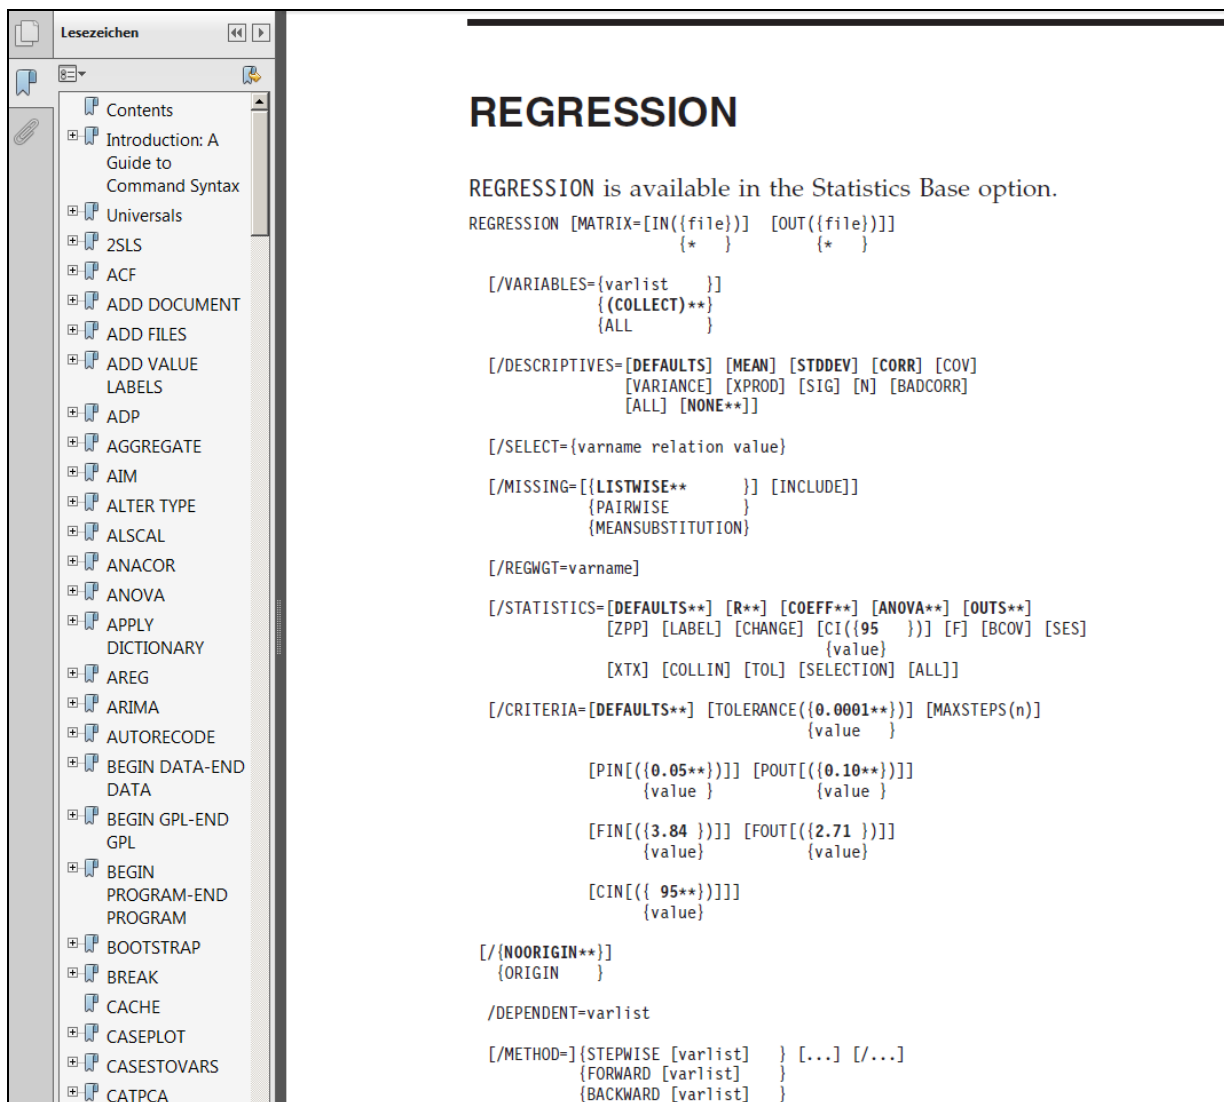 Lesezeichen
Contents
Introduction: A
Guide to
Command Syntax
Universals
2SLS
ACF
ADD DOCUMENT
ADD FILES
ADD VALUE
LABELS
ADP
AGGREGATE
AIM
ALTER TYPE
ALSCAL
ANACOR
ANOVA
APPLY
DICTIONARY
AREG
ARIMA
AUTORECODE
BEGIN DATA-END
DATA
BEGIN GPL-END
GPL
BEGIN
PROGRAM-END
PROGRAM
BOOTSTRAP
BREAK
CACHE
CASEPLOT
CASESTOVARS
CATPCA
REGRESSION
REGRESSION is available in the Statistics Base option.
REGRESSION [MATRIX=[IN({file})]  [OUT({file})]]
{*   }         {*   }
[/VARIABLES={varlist    }]
{(COLLECT)**}
{ALL        }
[/DESCRIPTIVES=[DEFAULTS] [MEAN] [STDDEV] [CORR] [COV]
[VARIANCE] [XPROD] [SIG] [N] [BADCORR]
[ALL] [NONE**]]
[/SELECT={varname relation value}
[/MISSING=[{LISTWISE**      }] [INCLUDE]]
{PAIRWISE        }
{MEANSUBSTITUTION}
[/REGWGT=varname]
[/STATISTICS=[DEFAULTS**] [R**] [COEFF**] [ANOVA**] [OUTS**]
[ZPP] [LABEL] [CHANGE] [CI({95   })] [F] [BCOV] [SES]
{value}
[XTX] [COLLIN] [TOL] [SELECTION] [ALL]]
[/CRITERIA=[DEFAULTS**] [TOLERANCE({0.0001**})] [MAXSTEPS(n)]
{value   }
[PIN[({0.05**})]] [POUT[({0.10**})]]
{value }           {value }
[FIN[({3.84 })]] [FOUT[({2.71 })]]
{value}           {value}
[CIN[({ 95**})]]]
{value}
[/{NOORIGIN**}]
{ORIGIN    }
/DEPENDENT=varlist
[/METHOD=]{STEPWISE [varlist]   } [...] [/...]
{FORWARD [varlist]    }
{BACKWARD [varlist]   }